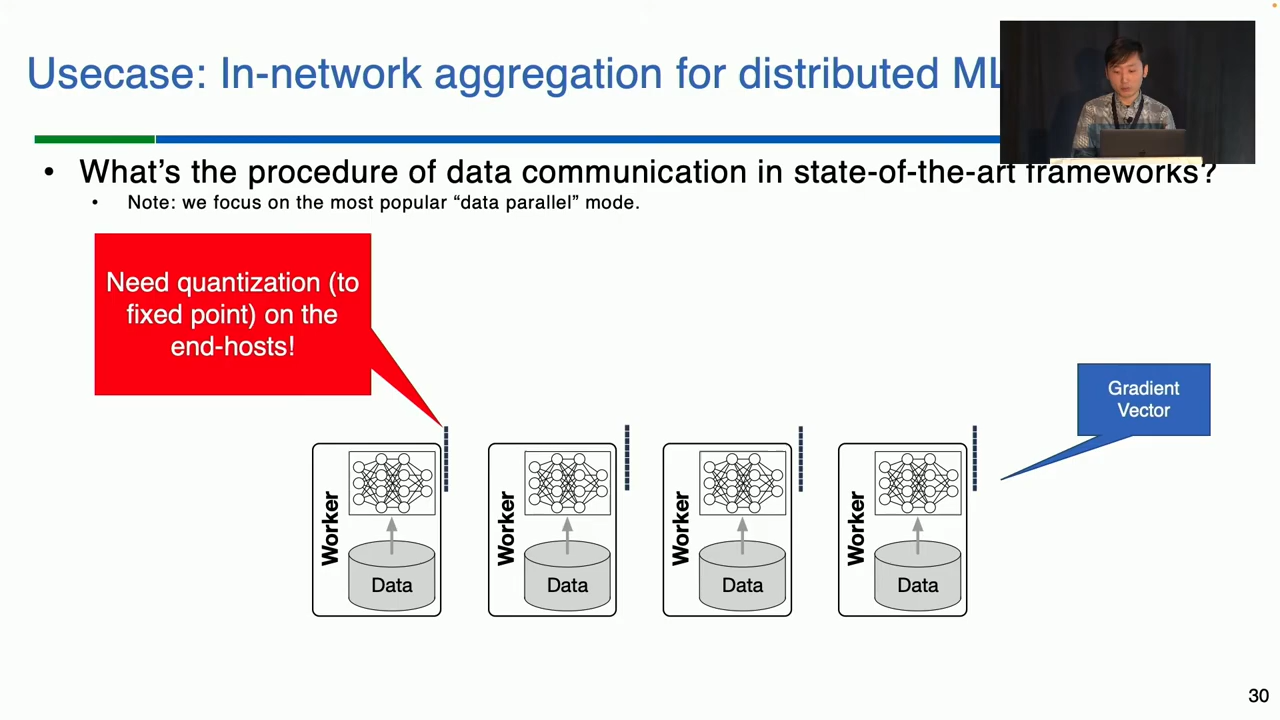 Usecase: In-network aggregation for distributed ML
• What's the procedure of data communication in state-of-the-art frameworks?
• Note: we focus on the most popular “data parallel” mode.
Need quantization (to
fixed point) on the
end-hosts!
Gradient
Vector
Worker
Data
Worker
Data
Worker
Data
Worker
Data
30